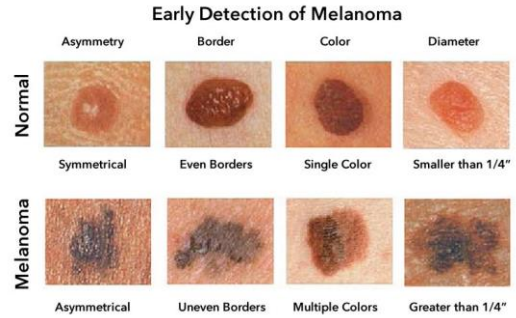 Early Detection of Melanoma
Asymmetry Border Color Diameter
Normal
Symmetrical Even Borders Single Color Smaller than 1/4"
Melanoma
Asymmetrical Uneven Borders Multiple Colors Greater than 1/4"